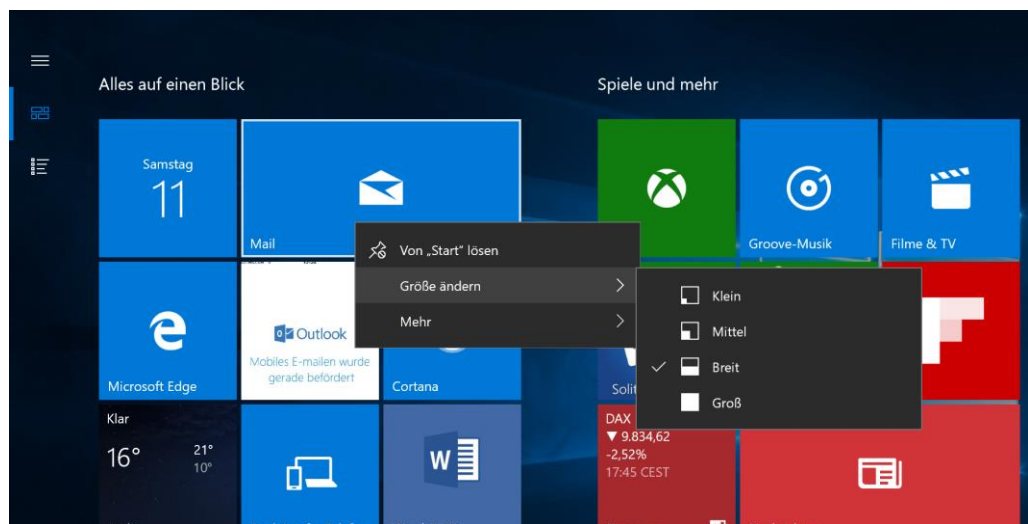 Alles auf einen Blick
Spiele und mehr
Samstag
11
Mail
Groove-Musik
Filme & TV
Von „Start" lösen
Größe ändern
Mehr
Klein
Mittel
Breit
Groß
Microsoft Edge
Outlook
Mobiles E-mailen wurde
gerade befördert
Cortana
Klar
16°
21°
10°
W
DAX
▼ 9.834,62
-2,52%
17:45 CEST